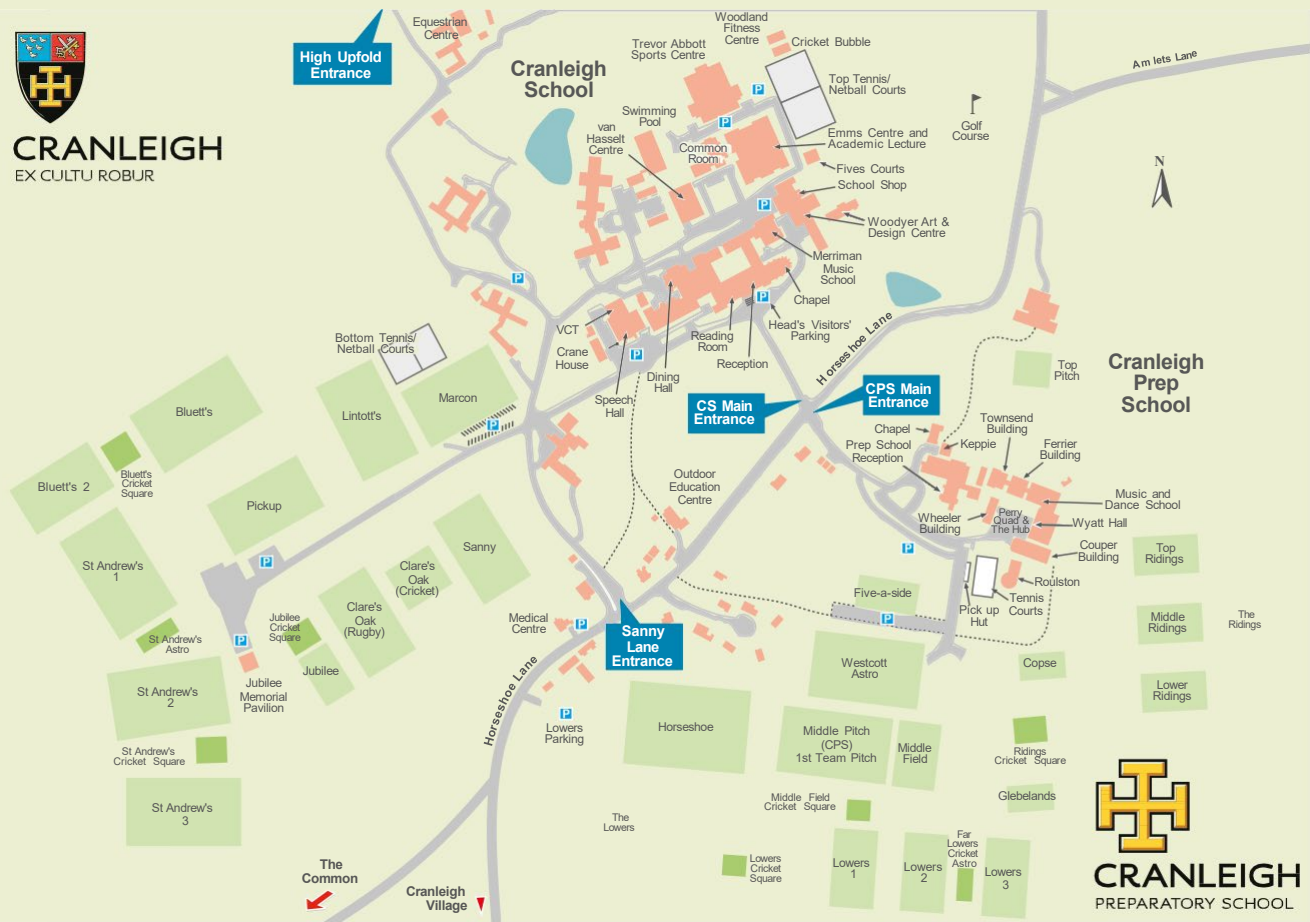 CRANLEIGH
EX CULTU ROBUR
High Upfold
Entrance
Equestrian
Centre
Cranleigh
School
Woodland
Fitness
Centre
Cricket Bubble
Trevor Abbott
Sports Centre
Top Tennis/
Netball Courts
Am lets Lane
Golf
Course
N
Swimming
Pool
van
Hasselt
Centre
Common
Room
Emms Centre and
Academic Lecture
Fives Courts
School Shop
Woodyer Art &
Design Centre
Merriman
Music
School
Chapel
Head's Visitors'
Parking
Reading
Room
Reception
VCT
Crane
House
Speech
Hall
Dining
Hall
P
P
P
P
P
P
P
P
P
P
P
P
P
Horses hoe Lane
CS Main
Entrance
CPS Main
Entrance
Cranleigh
Prep
School
Top
Pitch
Chapel
Keppie
Prep School
Reception
Townsend
Building
Ferrier
Building
Music and
Dance School
Wyatt Hall
Couper
Building
Wheeler
Building
Perry
Quad &
The Hub
Roulston
Tennis
Courts
Pick up
Hut
Five-a-side
Outdoor
Education
Centre
Bottom Tennis/
Netball Courts
Bluett's
Lintott's
Marcon
Bluett's 2
Bluett's
Cricket
Square
Pickup
St Andrew's
1
Sanny
Clare's
Oak
(Cricket)
Clare's
Oak
(Rugby)
Jubilee
Cricket
Square
Jubilee
St Andrew's
Astro
St Andrew's
2
Jubilee
Memorial
Pavilion
St Andrew's
Cricket Square
St Andrew's
3
Medical
Centre
Sanny
Lane
Entrance
Horseshoe Lane
Lowers
Parking
Horseshoe
Westcott
Astro
Middle Pitch
(CPS)
1st Team Pitch
Middle
Field
Middle Field
Cricket Square
Copse
Top
Ridings
Middle
Ridings
The
Ridings
Lower
Ridings
Ridings
Cricket Square
Glebelands
The
Lowers
Lowers
Cricket
Square
Lowers
1
Lowers
2
Far
Lowers
Cricket
Astro
Lowers
3
The
Common
Cranleigh
Village
CRANLEIGH
PREPARATORY SCHOOL